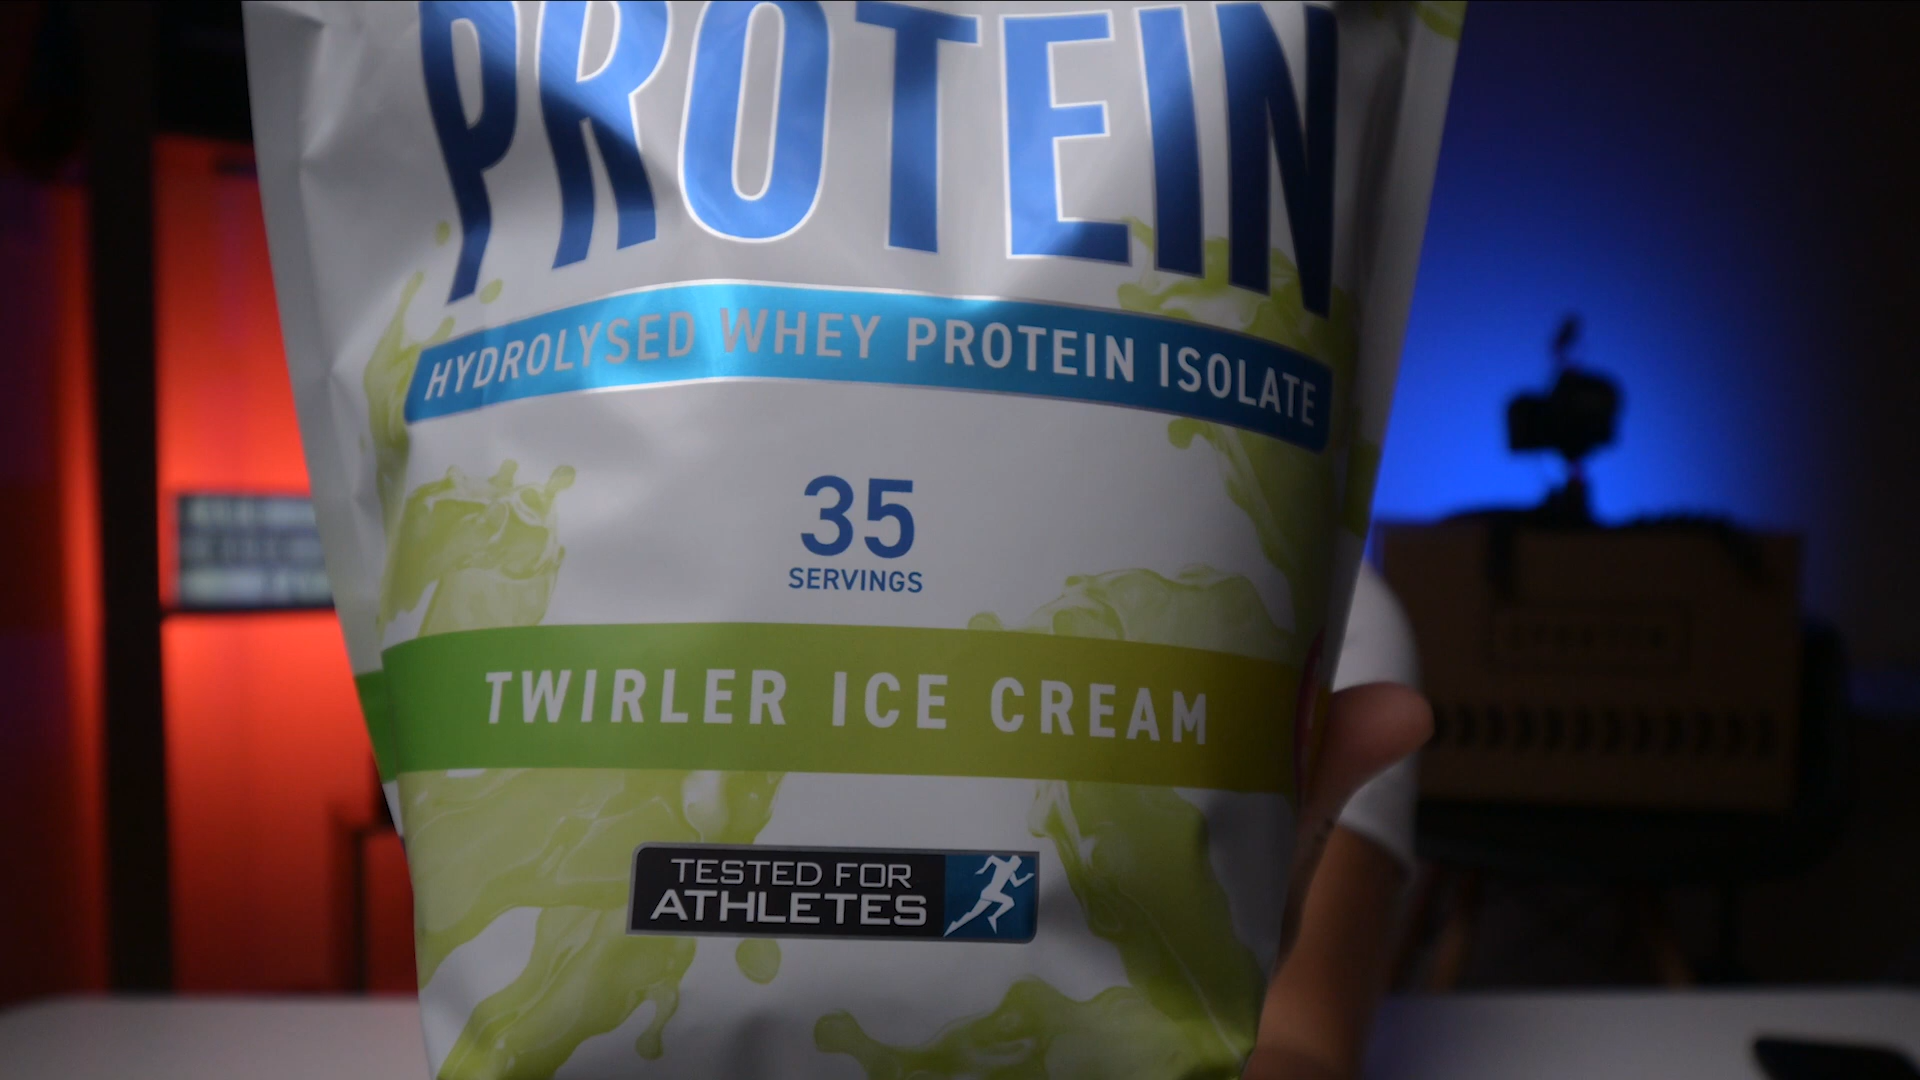 PROTEIN
HYDROLYSED WHEY PROTEIN ISOLATE
35
SERVINGS
TWIRLER ICE CREAM
TESTED FOR
ATHLETES